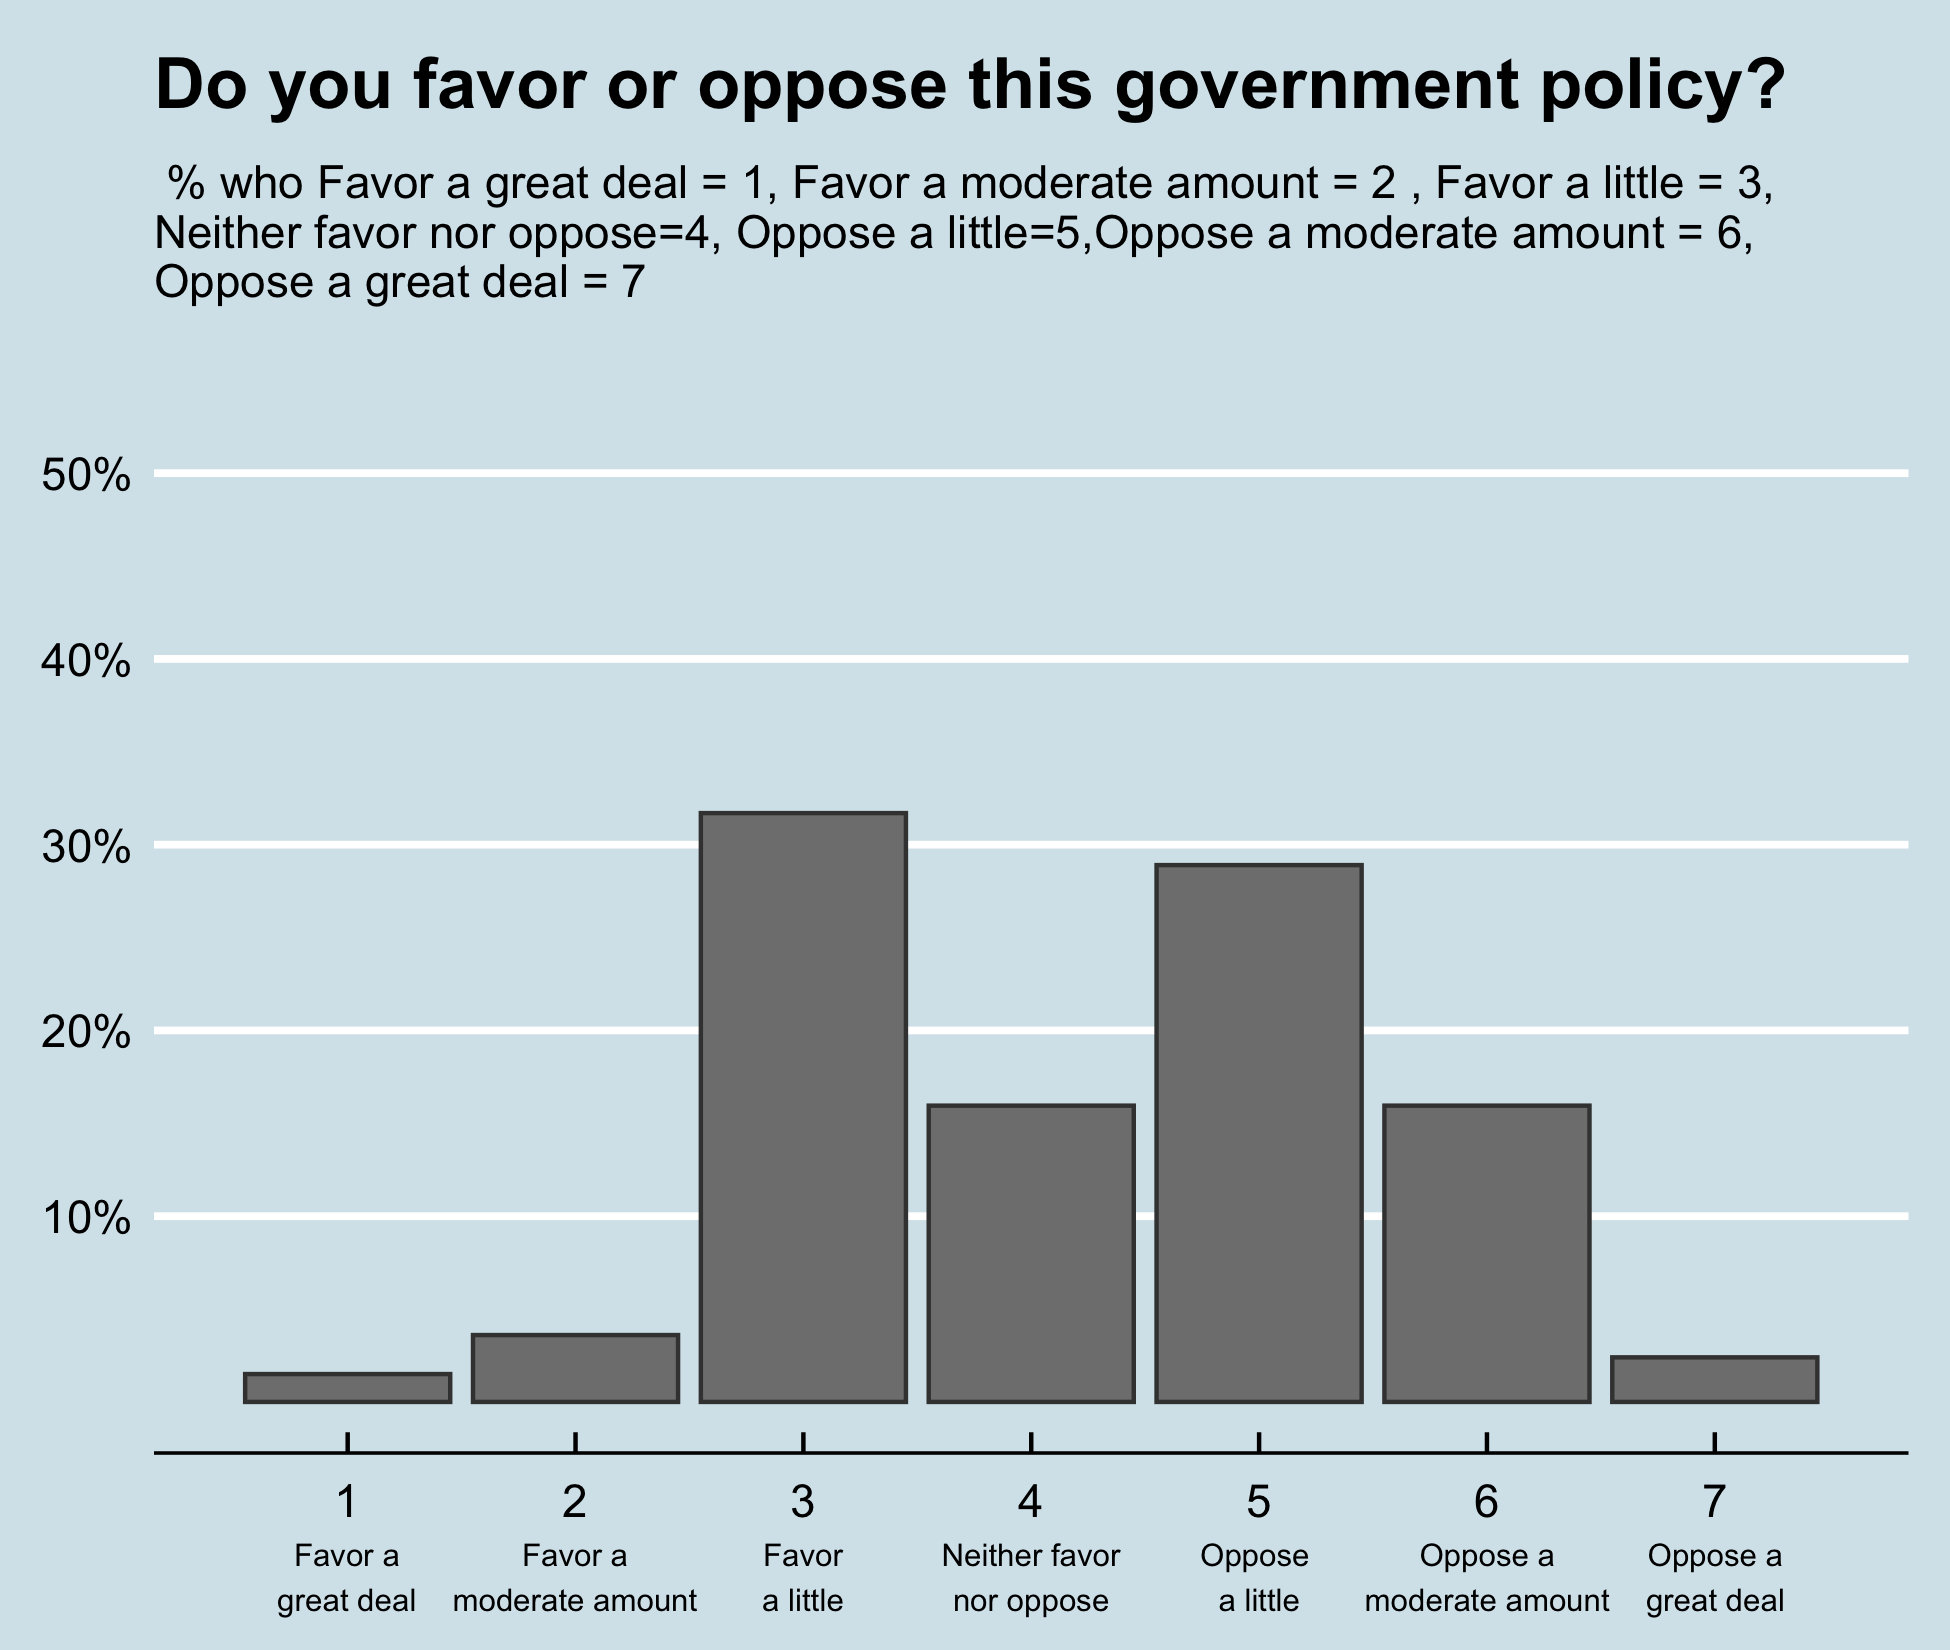 Do you favor or oppose this government policy?
% who Favor a great deal = 1, Favor a moderate amount = 2 , Favor a little = 3,
Neither favor nor oppose=4, Oppose a little=5,Oppose a moderate amount = 6,
Oppose a great deal = 7
50%
40%
30%
20%
10%
1 2 3 4 5 6 7
Favor a Favor a Favor Neither favor Oppose Oppose a Oppose a
great deal moderate amount a little nor oppose a little moderate amount great deal